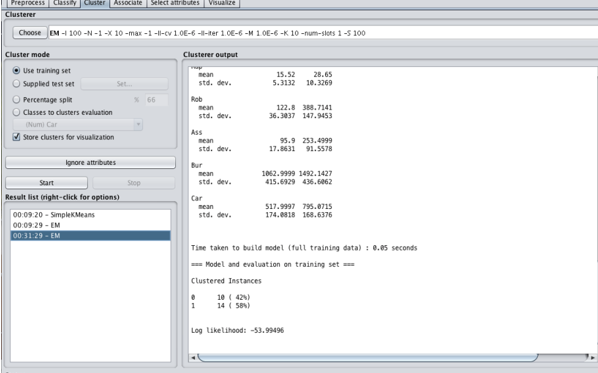 Preprocess Classify Cluster Associate Select attributes Visualize
Clusterer
Choose EM -I 100 -N -1 -X 10 -max -1 -ll-cv 1.0E-6 -ll-iter 1.0E-6 -M 1.0E-6 -K 10 -num-slots 1 -S 100
Cluster mode
Use training set
Supplied test set Set...
Percentage split % 66
Classes to clusters evaluation
(Num) Car
Store clusters for visualization
Ignore attributes
Start Stop
Result list (right-click for options)
00:09:20 - SimpleKMeans
00:09:29 - EM
00:31:29 - EM
Clusterer output
mean 15.52 28.65
std. dev. 5.3132 10.3269
Rob
mean 122.8 388.7141
std. dev. 36.3037 147.9453
Ass
mean 95.9 253.4999
std. dev. 17.8631 91.5578
Bur
mean 1062.9999 1492.1427
std. dev. 415.6929 436.6062
Car
mean 517.9997 795.0715
std. dev. 174.0818 168.6376
Time taken to build model (full training data) : 0.05 seconds
=== Model and evaluation on training set ===
Clustered Instances
0 10 ( 42%)
1 14 ( 58%)
Log likelihood: -53.99496